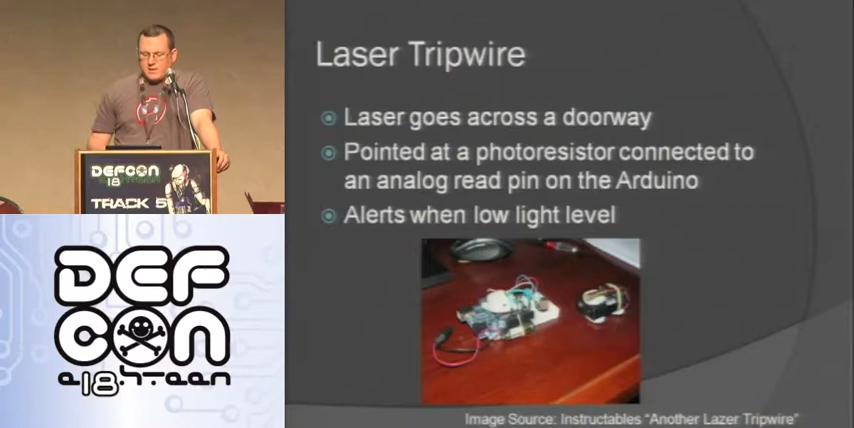 Laser Tripwire
Laser goes across a doorway
Pointed at a photoresistor connected to
an analog read pin on the Arduino
Alerts when low light level
Image Source: Instructables "Another Lazer Tripwire"
DEFCON
18
TRACK 5
DEF
CON
e18hteen